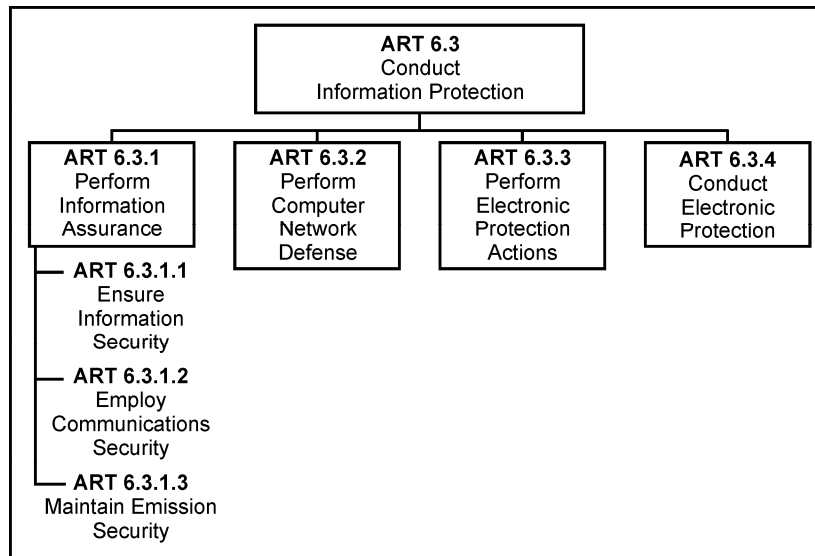 ART 6.3
Conduct
Information Protection
ART 6.3.1
Perform
Information
Assurance
ART 6.3.2
Perform
Computer
Network
Defense
ART 6.3.3
Perform
Electronic
Protection
Actions
ART 6.3.4
Conduct
Electronic
Protection
ART 6.3.1.1
Ensure
Information
Security
ART 6.3.1.2
Employ
Communications
Security
ART 6.3.1.3
Maintain Emission
Security